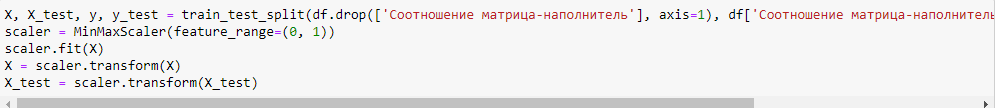 X, X_test, y, y_test = train_test_split(df.drop(['Соотношение матрица-наполнитель'], axis=1), df['Соотношение матрица-наполнитель
scaler = MinMaxScaler(feature_range=(0, 1))
scaler.fit(X)
X = scaler.transform(X)
X_test = scaler.transform(X_test)